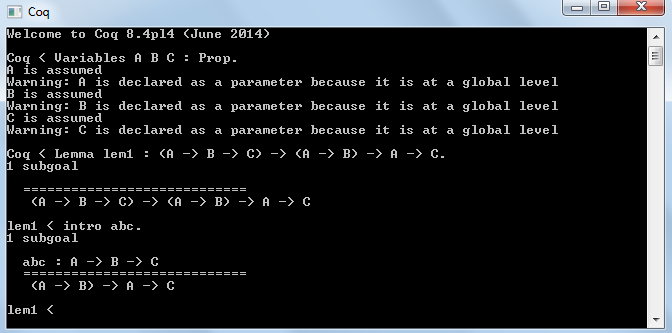 Coq
Welcome to Coq 8.4pl4 (June 2014)
Coq < Variables A B C : Prop.
A is assumed
Warning: A is declared as a parameter because it is at a global level
B is assumed
Warning: B is declared as a parameter because it is at a global level
C is assumed
Warning: C is declared as a parameter because it is at a global level
Coq < Lemma lem1 : (A -> B -> C) -> (A -> B) -> A -> C.
1 subgoal
============================
(A -> B -> C) -> (A -> B) -> A -> C
lem1 < intro abc.
1 subgoal
abc : A -> B -> C
============================
(A -> B) -> A -> C
lem1 <